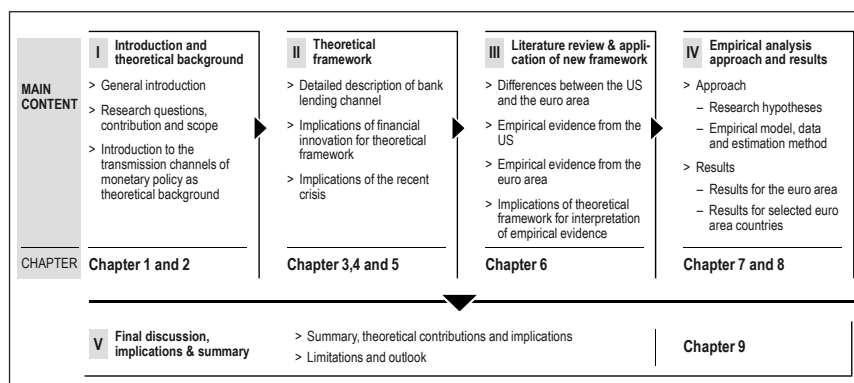 MAIN
CONTENT
I Introduction and
theoretical background
> General introduction
> Research questions,
contribution and scope
> Introduction to the
transmission channels of
monetary policy as
theoretical background
II Theoretical
framework
> Detailed description of bank
lending channel
> Implications of financial
innovation for theoretical
framework
> Implications of the recent
crisis
III Literature review & appli-
cation of new framework
> Differences between the US
and the euro area
> Empirical evidence from the
US
> Empirical evidence from the
euro area
> Implications of theoretical
framework for interpretation
of empirical evidence
IV Empirical analysis
approach and results
> Approach
– Research hypotheses
– Empirical model, data
and estimation method
> Results
– Results for the euro area
– Results for selected euro
area countries
CHAPTER
Chapter 1 and 2
Chapter 3,4 and 5
Chapter 6
Chapter 7 and 8
V Final discussion,
implications & summary
> Summary, theoretical contributions and implications
> Limitations and outlook
Chapter 9